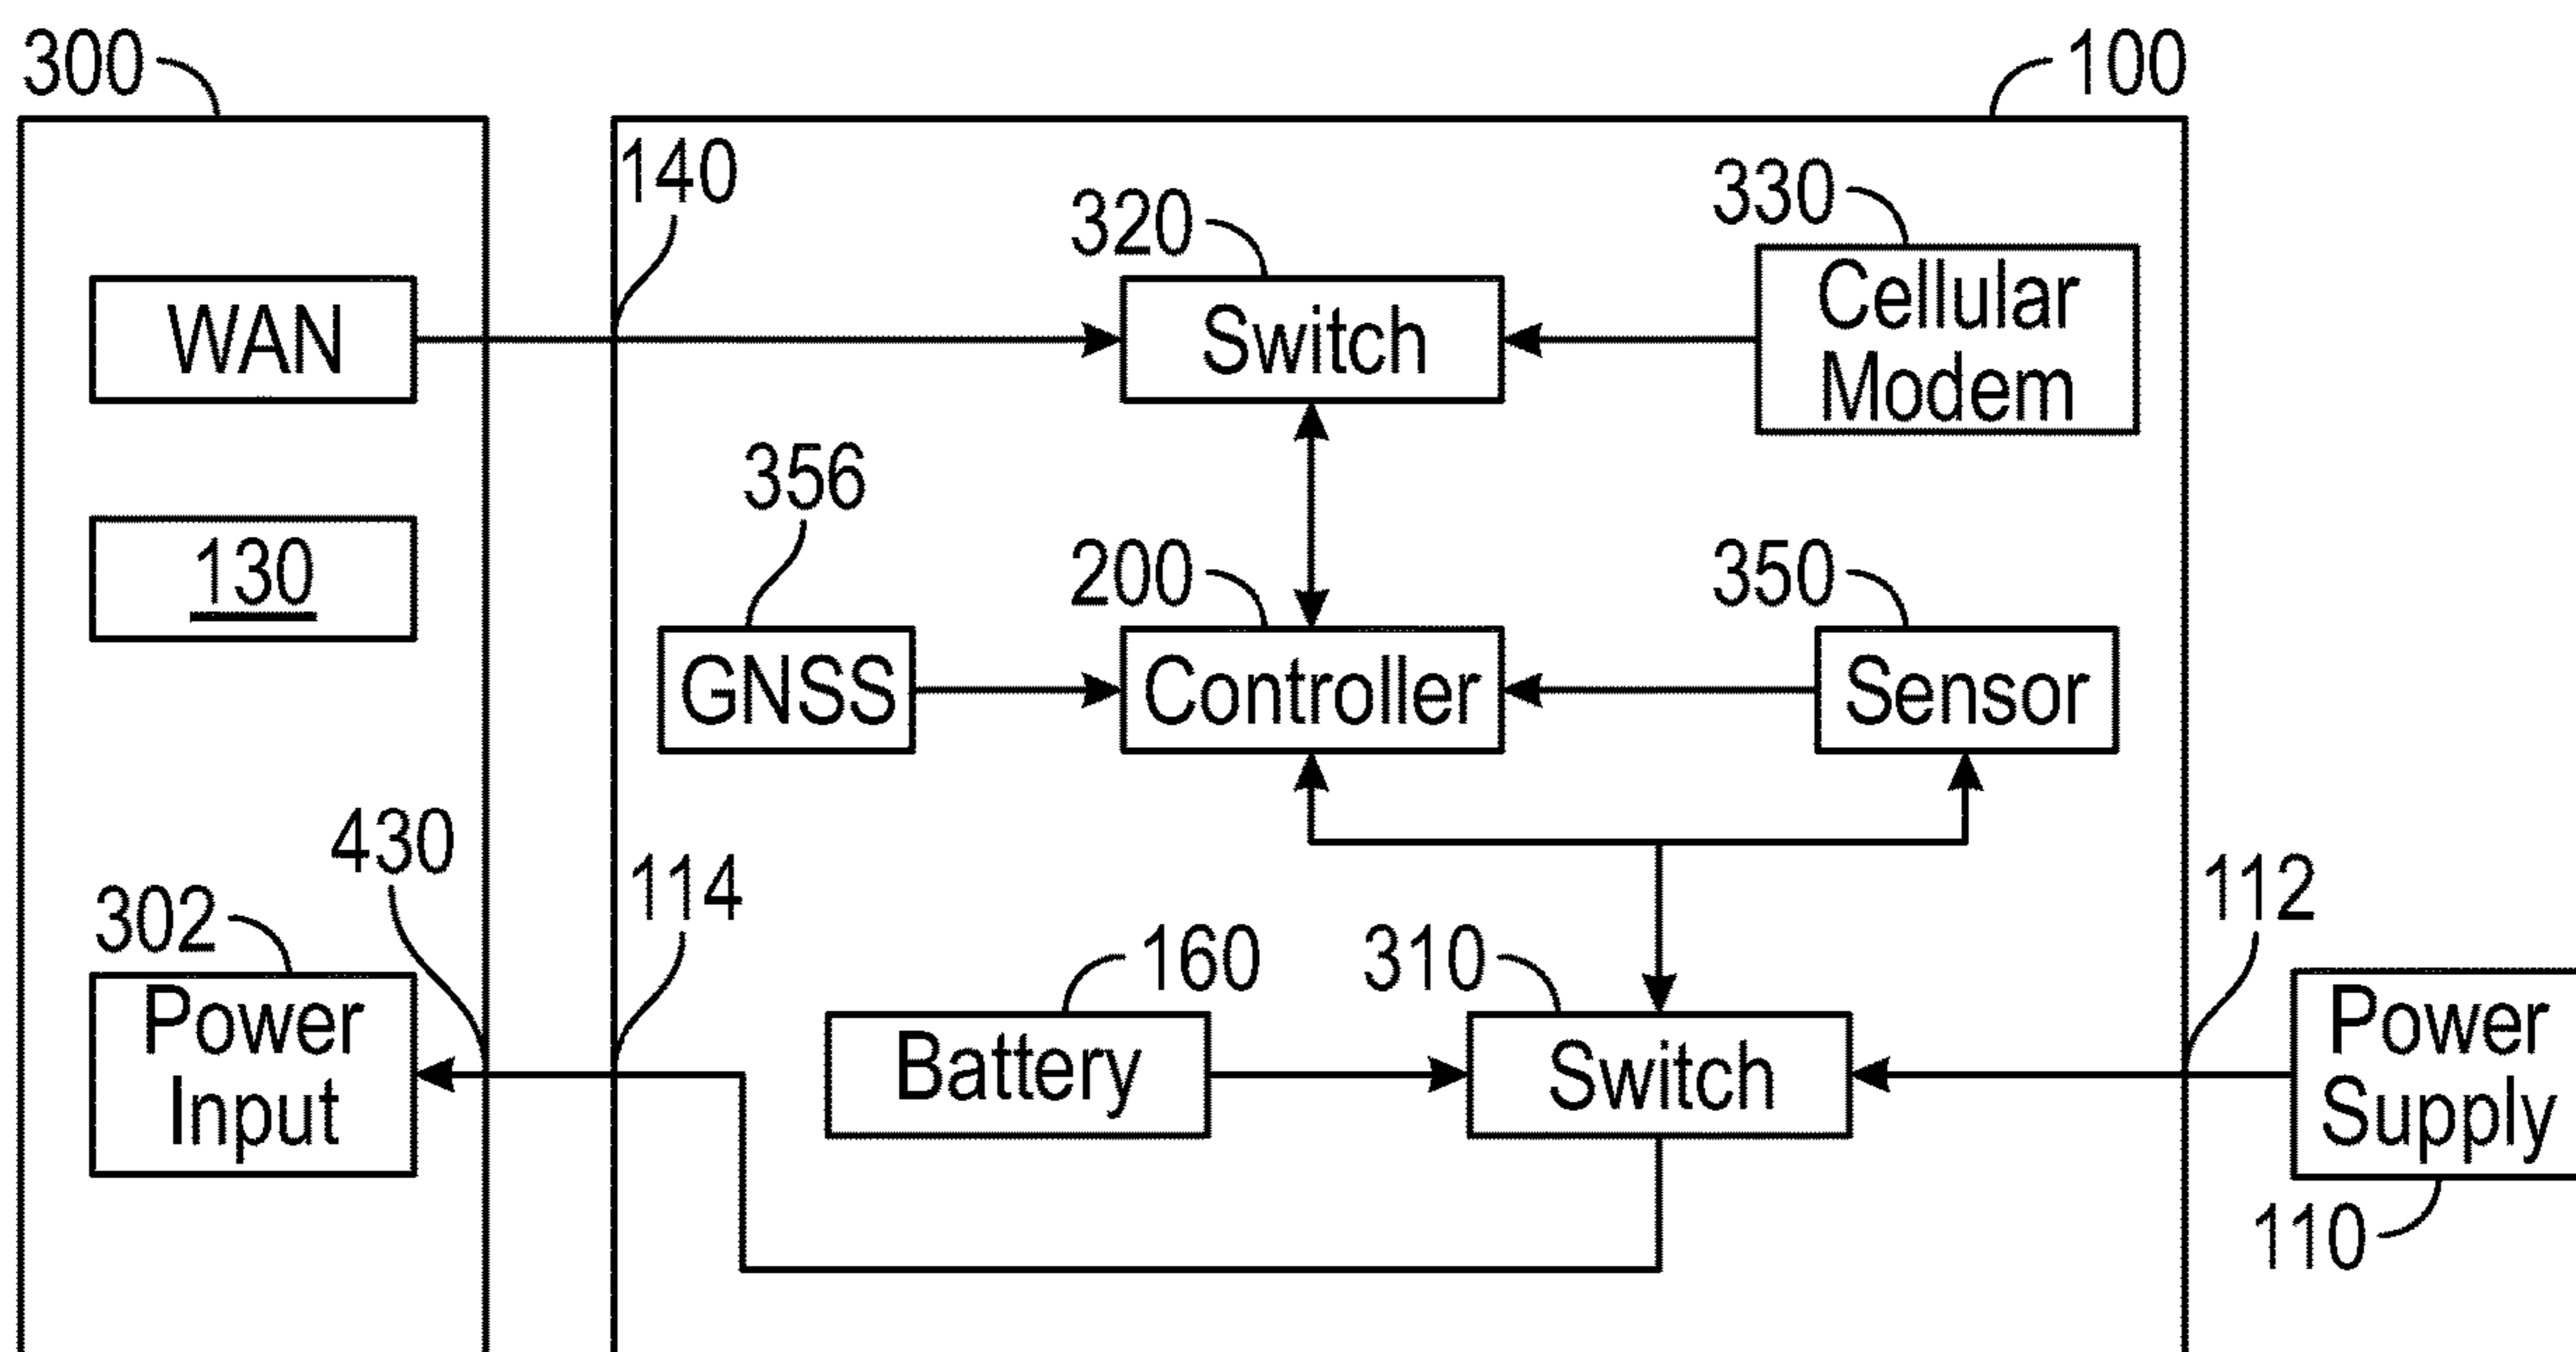 300
100
140
320
330
WAN
Switch
Cellular
Modem
356
130
200
350
GNSS
Controller
Sensor
430
114
112
302
160
310
Power
Input
Battery
Switch
Power
Supply
110